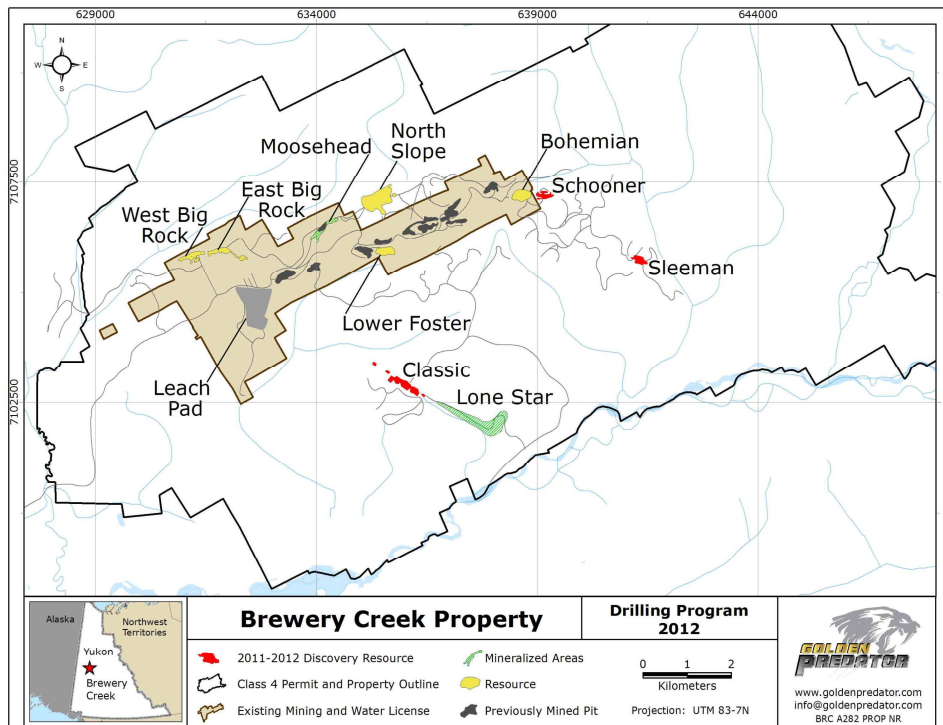 629000
634000
639000
644000
N
W
E
S
7107500
7102500
North
Slope
Moosehead
Bohemian
East Big
Rock
Schooner
West Big
Rock
Sleeman
Lower Foster
Classic
Leach
Pad
Lone Star
Alaska
Northwest
Territories
Yukon
Brewery
Creek
Brewery Creek Property
2011-2012 Discovery Resource
Class 4 Permit and Property Outline
Existing Mining and Water License
Mineralized Areas
Resource
Previously Mined Pit
Drilling Program
2012
0 1 2
Kilometers
Projection: UTM 83-7N
GOLDEN
PREDATOR
www.goldenpredator.com
info@goldenpredator.com
BRC A282 PROP NR